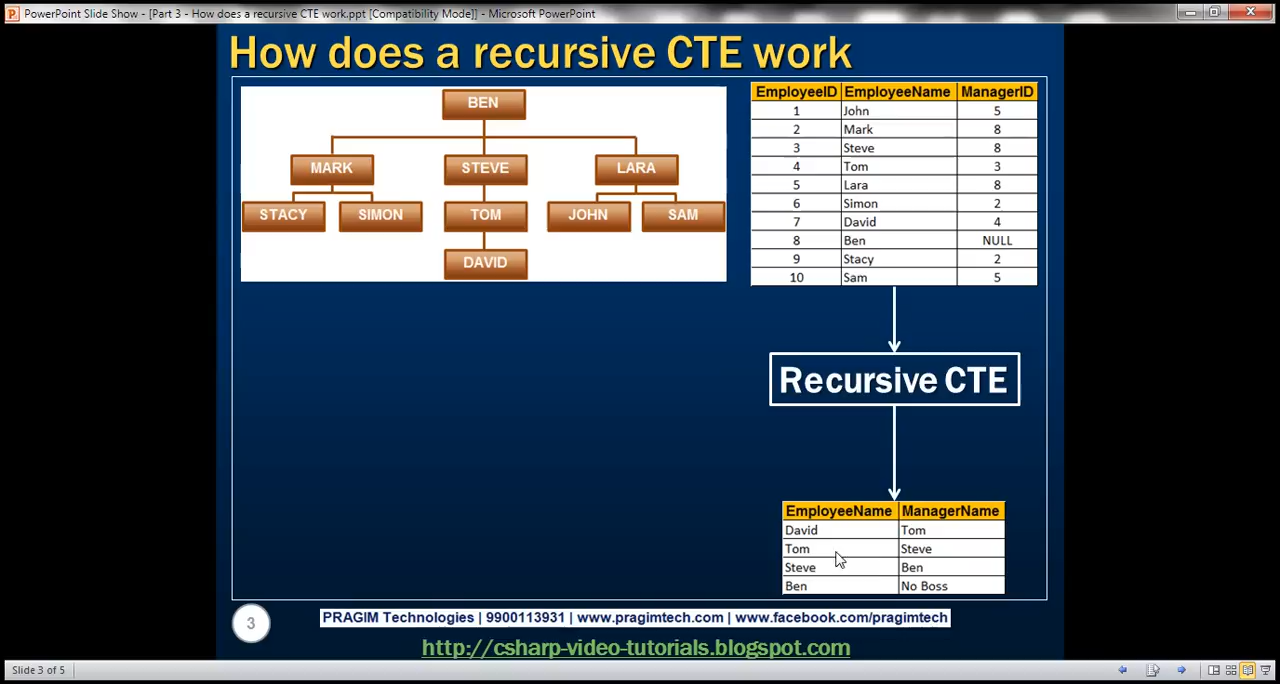 PowerPoint Slide Show - [Part 3 - How does a recursive CTE work.ppt [Compatibility Mode]] - Microsoft PowerPoint
How does a recursive CTE work
BEN
MARK STEVE LARA
STACY SIMON TOM JOHN SAM
DAVID
EmployeeID EmployeeName ManagerID
1 John 5
2 Mark 8
3 Steve 8
4 Tom 3
5 Lara 8
6 Simon 2
7 David 4
8 Ben NULL
9 Stacy 2
10 Sam 5
Recursive CTE
EmployeeName ManagerName
David Tom
Tom Steve
Steve Ben
Ben No Boss
3
PRAGIM Technologies | 9900113931 | www.pragimtech.com | www.facebook.com/pragimtech
http://csharp-video-tutorials.blogspot.com
Slide 3 of 5